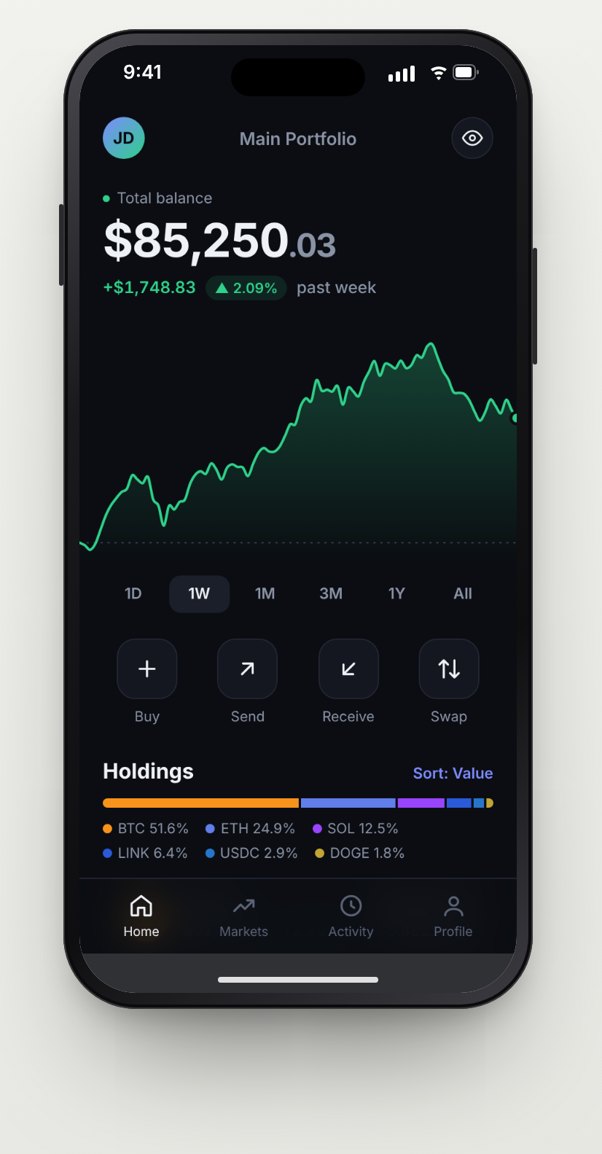 9:41
JD Main Portfolio
Total balance
$85,250.03
+$1,748.83 ▲ 2.09% past week
1D 1W 1M 3M 1Y All
Buy Send Receive Swap
Holdings Sort: Value
BTC 51.6% ETH 24.9% SOL 12.5%
LINK 6.4% USDC 2.9% DOGE 1.8%
Home Markets Activity Profile